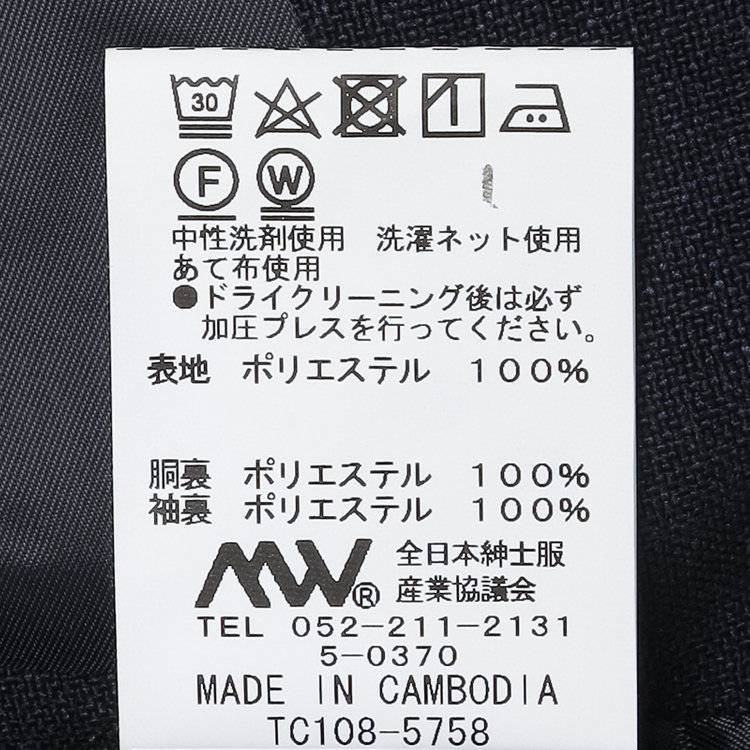 30
F W
中性洗剤使用　洗濯ネット使用
あて布使用
●ドライクリーニング後は必ず
加圧プレスを行ってください。
表地　ポリエステル　１００％
胴裏　ポリエステル　１００％
袖裏　ポリエステル　１００％
MW® 全日本紳士服
産業協議会
TEL 052-211-2131
5-0370
MADE IN CAMBODIA
TC108-5758